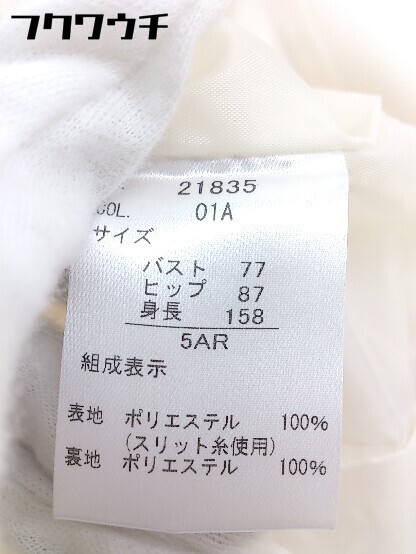 フクワウチ
21835
COL. 01A
サイズ
バスト 77
ヒップ 87
身長 158
5AR
組成表示
表地 ポリエステル 100%
(スリット糸使用)
裏地 ポリエステル 100%